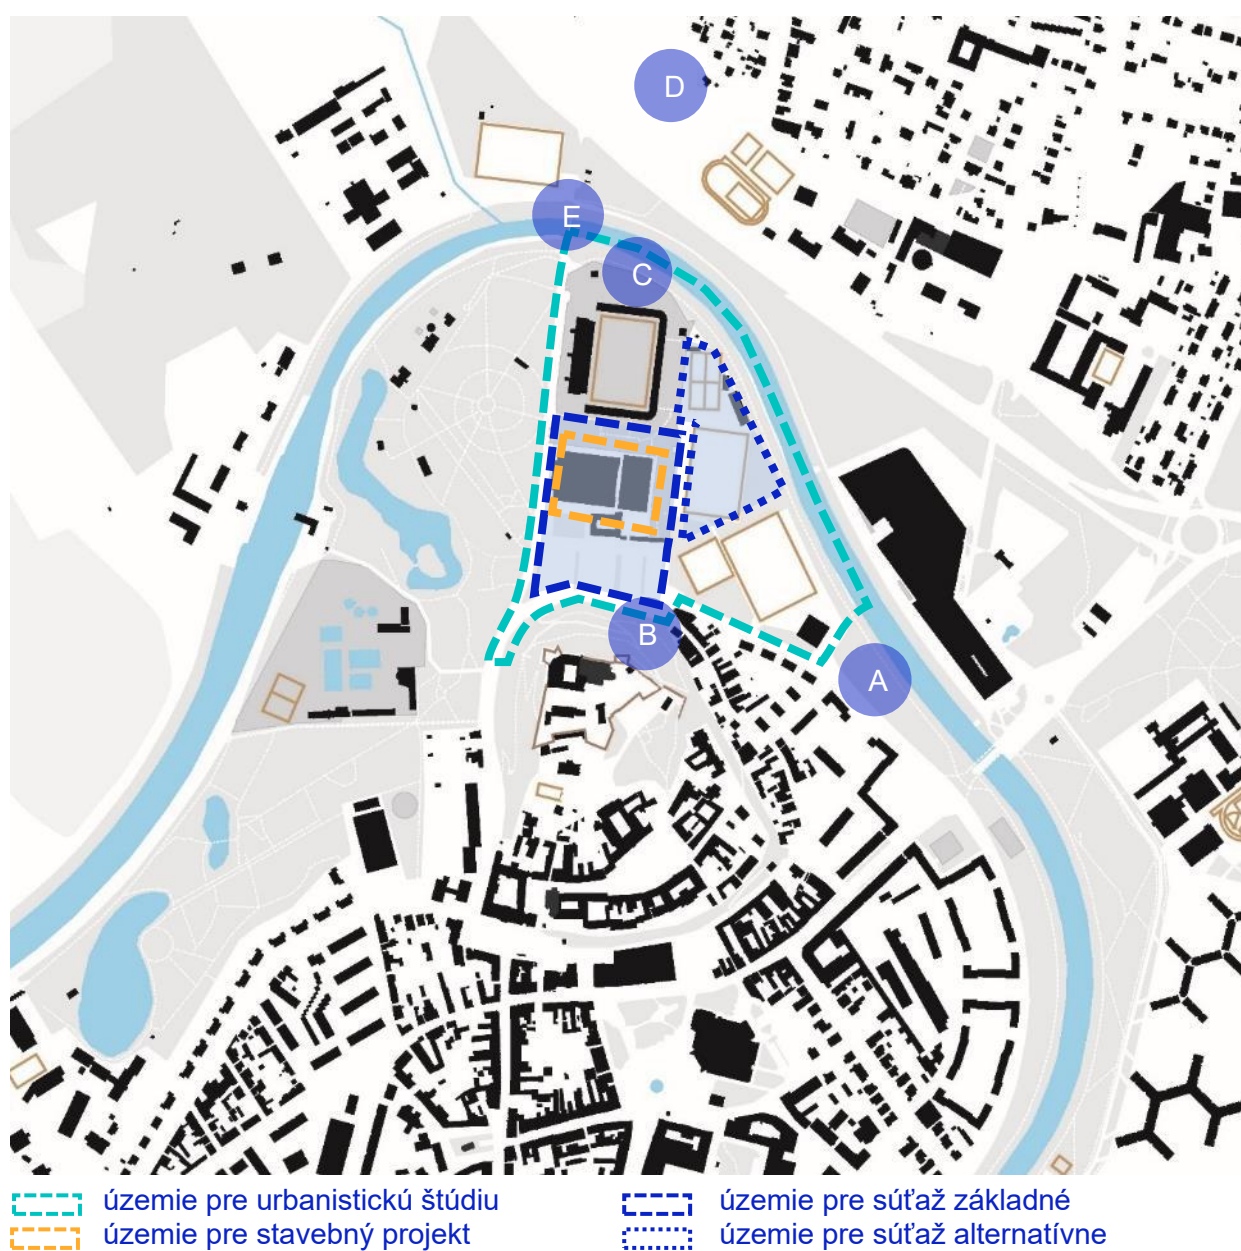 D
E
C
B
A
územie pre urbanistickú štúdiu
územie pre súťaž základné
územie pre stavebný projekt
územie pre súťaž alternatívne